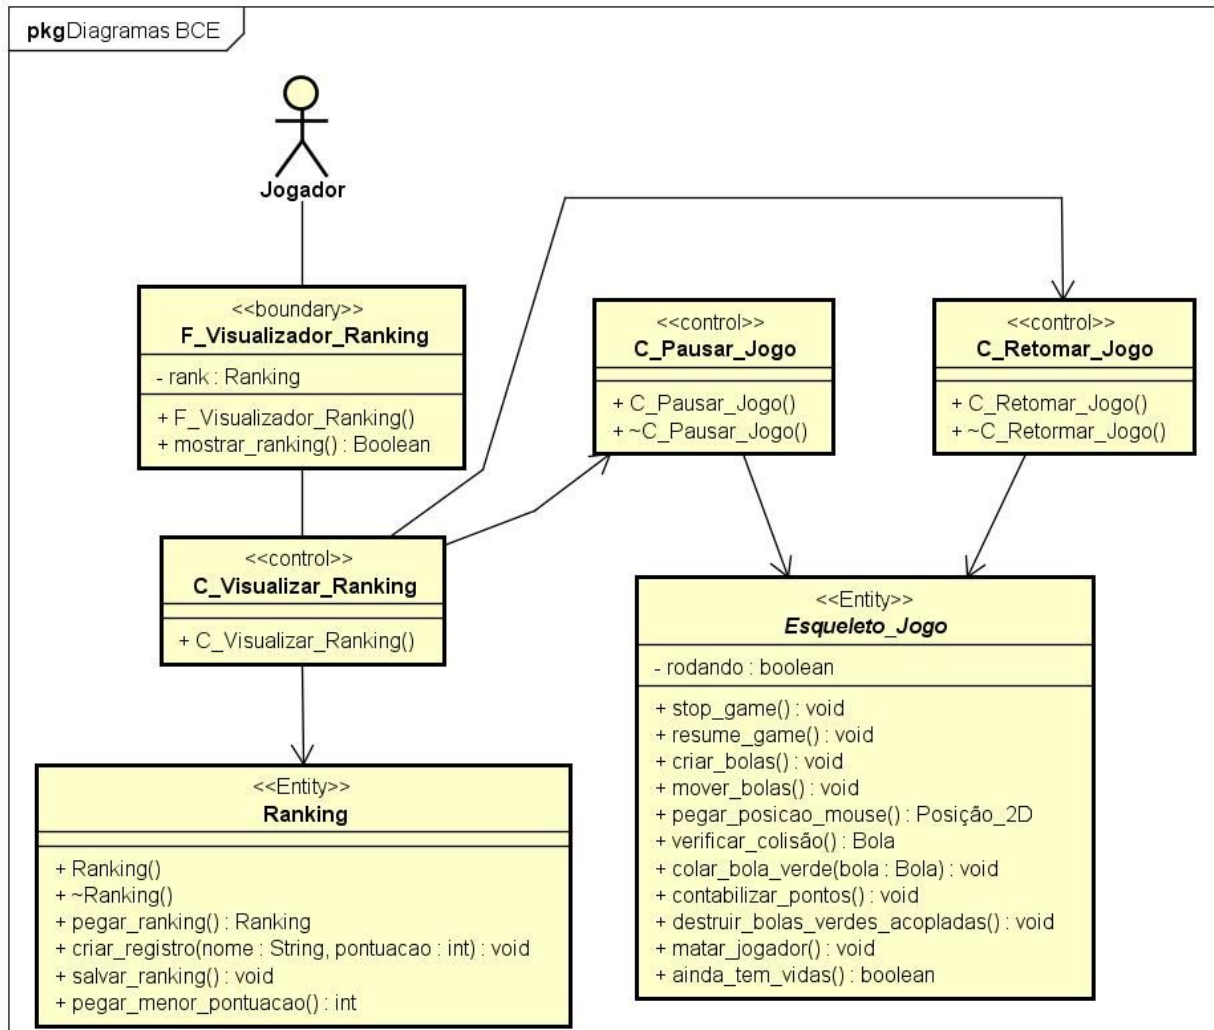 pkgDiagramas BCE
Jogador
<<boundary>>
F_Visualizador_Ranking
- rank : Ranking
+ F_Visualizador_Ranking()
+ mostrar_ranking() : Boolean
<<control>>
C_Pausar_Jogo
+ C_Pausar_Jogo()
+ ~C_Pausar_Jogo()
<<control>>
C_Retomar_Jogo
+ C_Retomar_Jogo()
+ ~C_Retormar_Jogo()
<<control>>
C_Visualizar_Ranking
+ C_Visualizar_Ranking()
<<Entity>>
Esqueleto_Jogo
- rodando : boolean
+ stop_game() : void
+ resume_game() : void
+ criar_bolas() : void
+ mover_bolas() : void
+ pegar_posicao_mouse() : Posição_2D
+ verificar_colisão() : Bola
+ colar_bola_verde(bola : Bola) : void
+ contabilizar_pontos() : void
+ destruir_bolas_verdes_acopladas() : void
+ matar_jogador() : void
+ ainda_tem_vidas() : boolean
<<Entity>>
Ranking
+ Ranking()
+ ~Ranking()
+ pegar_ranking() : Ranking
+ criar_registro(nome : String, pontuacao : int) : void
+ salvar_ranking() : void
+ pegar_menor_pontuacao() : int